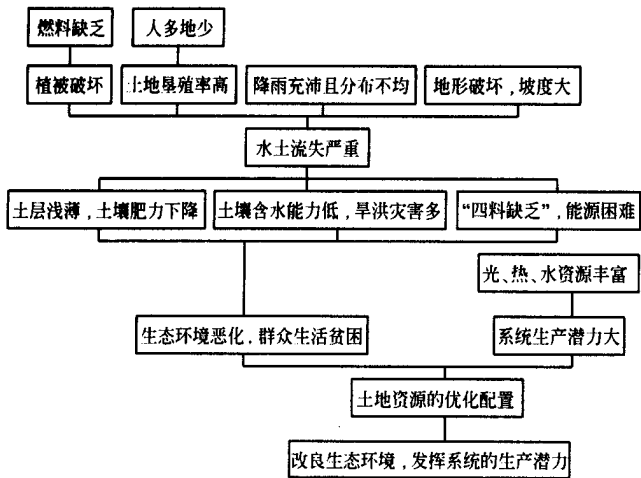 燃料缺乏
人多地少
植被破坏
土地垦殖率高
降雨充沛且分布不均
地形破坏，坡度大
水土流失严重
土层浅薄，土壤肥力下降
土壤含水能力低，旱洪灾害多
“四料缺乏”，能源困难
光、热、水资源丰富
生态环境恶化，群众生活贫困
系统生产潜力大
土地资源的优化配置
改良生态环境，发挥系统的生产潜力